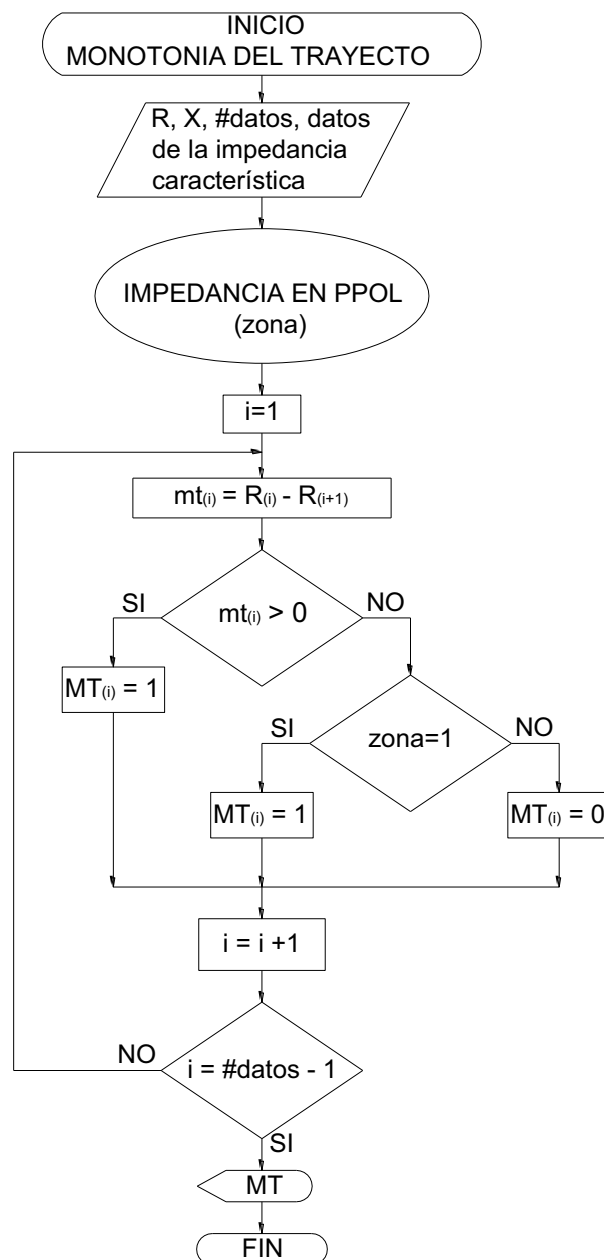 INICIO
MONOTONIA DEL TRAYECTO
R, X, #datos, datos
de la impedancia
característica
IMPEDANCIA EN PPOL
(zona)
i=1
mt(i) = R(i) - R(i+1)
SI
mt(i) > 0
NO
MT(i) = 1
SI
zona=1
NO
MT(i) = 1
MT(i) = 0
i = i +1
NO
i = #datos - 1
SI
MT
FIN